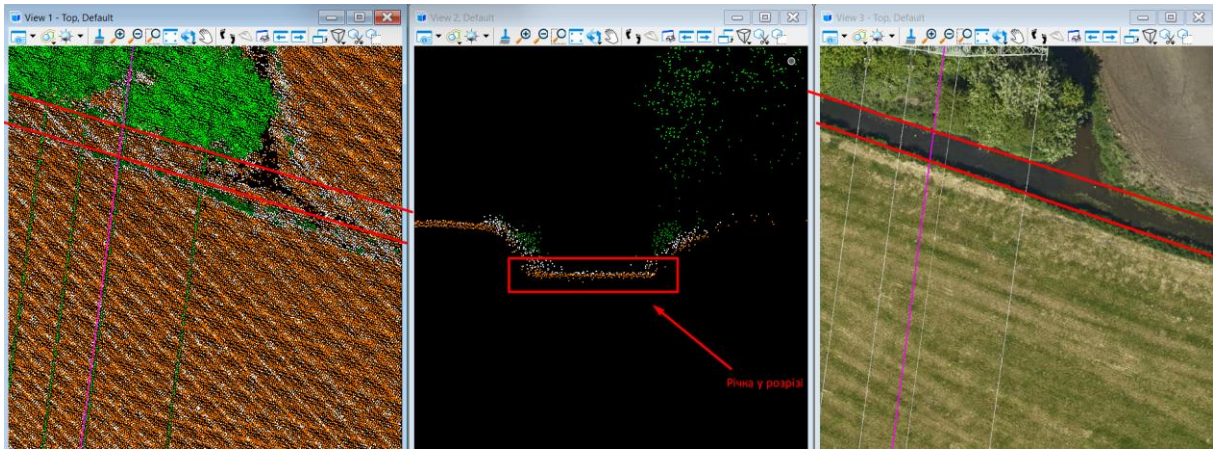 View 1 - Top, Default
View 2, Default
View 3 - Top, Default
Річка у розрізі